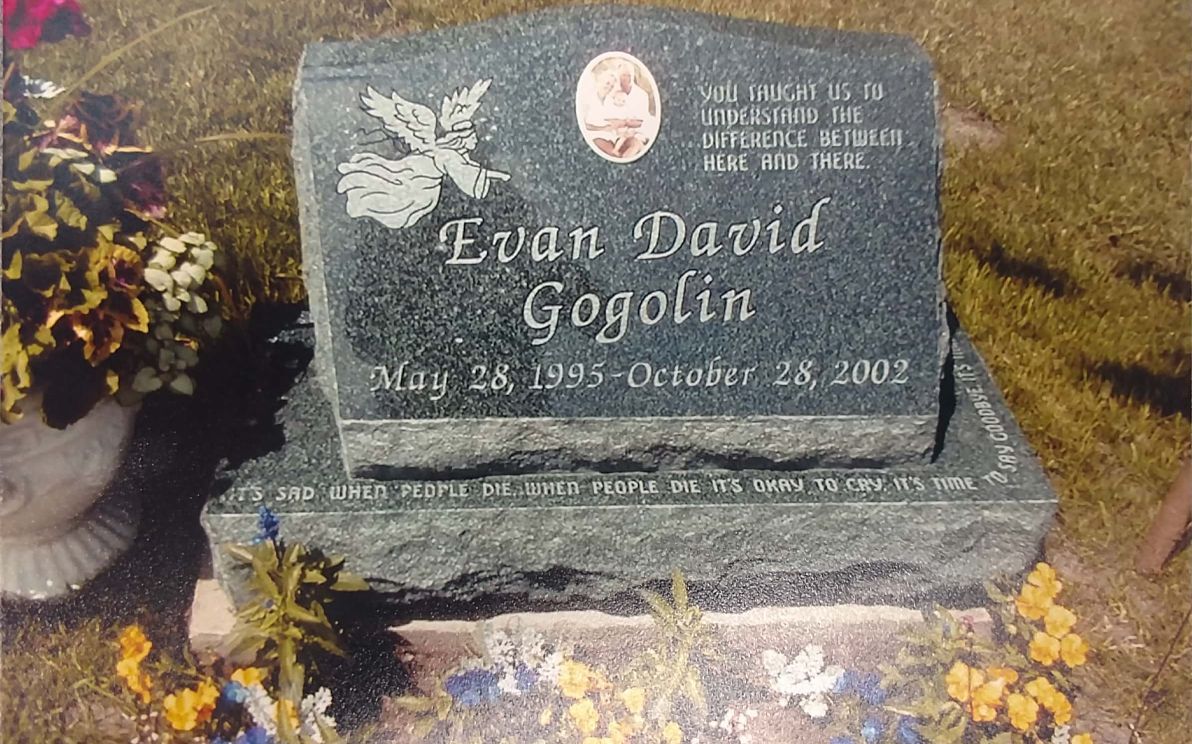 YOU TAUGHT US TO
UNDERSTAND THE
DIFFERENCE BETWEEN
HERE AND THERE.
Evan David
Gogolin
May 28, 1995-October 28, 2002
IT'S SAD WHEN PEOPLE DIE. WHEN PEOPLE DIE IT'S OKAY TO CRY. IT'S TIME
TO SAY GOODBYE. IT'S